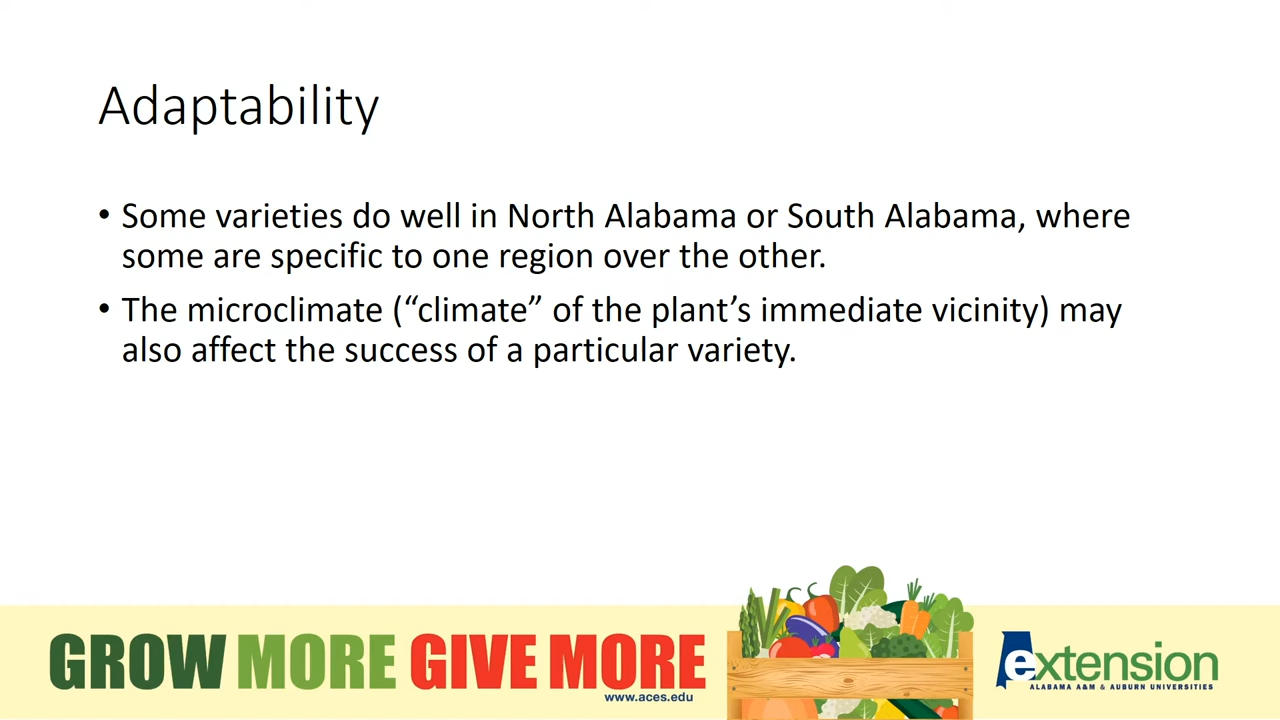 Adaptability
• Some varieties do well in North Alabama or South Alabama, where
some are specific to one region over the other.
• The microclimate (“climate” of the plant’s immediate vicinity) may
also affect the success of a particular variety.
GROW MORE GIVE MORE
www.aces.edu
extension
ALABAMA A&M & AUBURN UNIVERSITIES